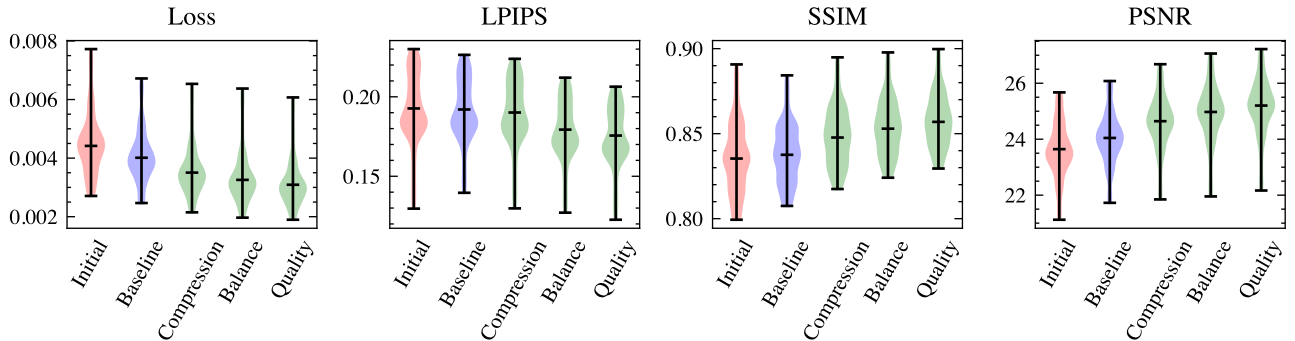 Loss
0.008
0.006
0.004
0.002
Initial
Baseline
Compression
Balance
Quality
LPIPS
0.20
0.15
Initial
Baseline
Compression
Balance
Quality
SSIM
0.90
0.85
0.80
Initial
Baseline
Compression
Balance
Quality
PSNR
26
24
22
Initial
Baseline
Compression
Balance
Quality